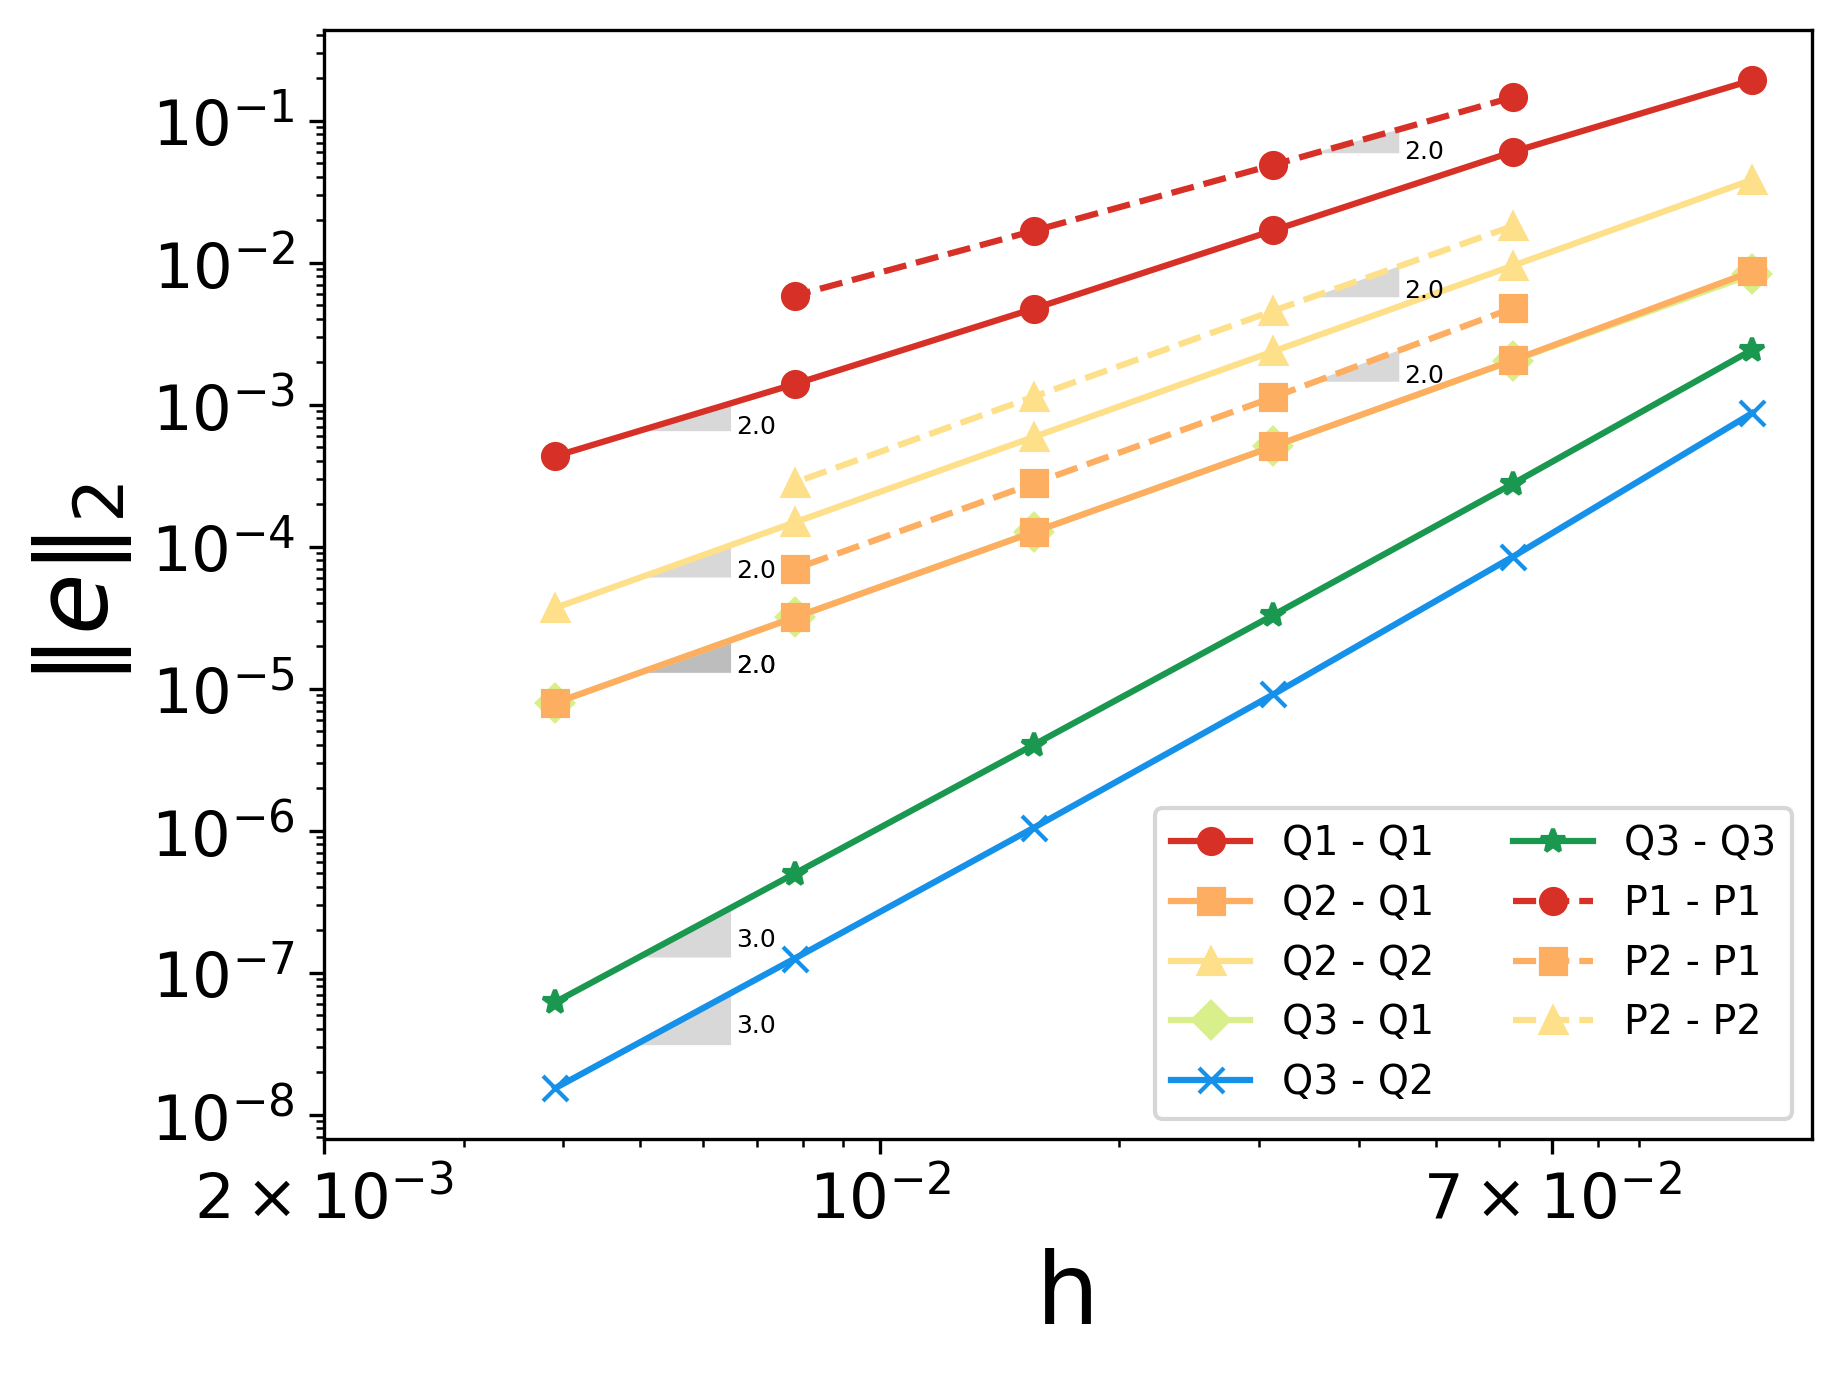 10⁻¹
10⁻²
10⁻³
10⁻⁴
10⁻⁵
10⁻⁶
10⁻⁷
10⁻⁸
‖e‖₂
2.0
2.0
2.0
2.0
2.0
2.0
3.0
3.0
Q1 - Q1
Q2 - Q1
Q2 - Q2
Q3 - Q1
Q3 - Q2
Q3 - Q3
P1 - P1
P2 - P1
P2 - P2
2 × 10⁻³
10⁻²
7 × 10⁻²
h